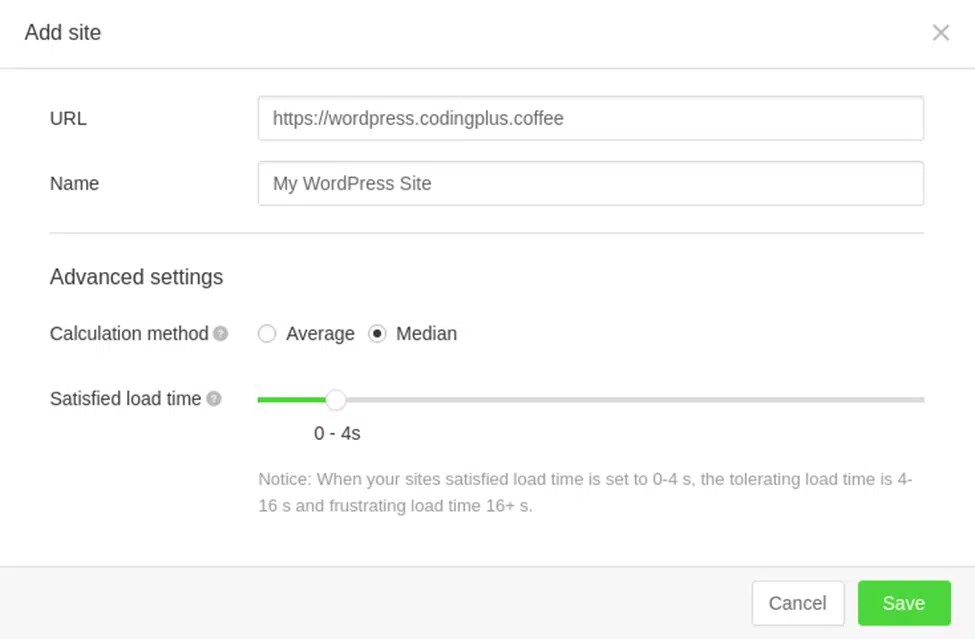 Add site
URL
https://wordpress.codingplus.coffee
Name
My WordPress Site
Advanced settings
Calculation method ?
Average
Median
Satisfied load time ?
0 - 4s
Notice: When your sites satisfied load time is set to 0-4 s, the tolerating load time is 4-
16 s and frustrating load time 16+ s.
Cancel
Save